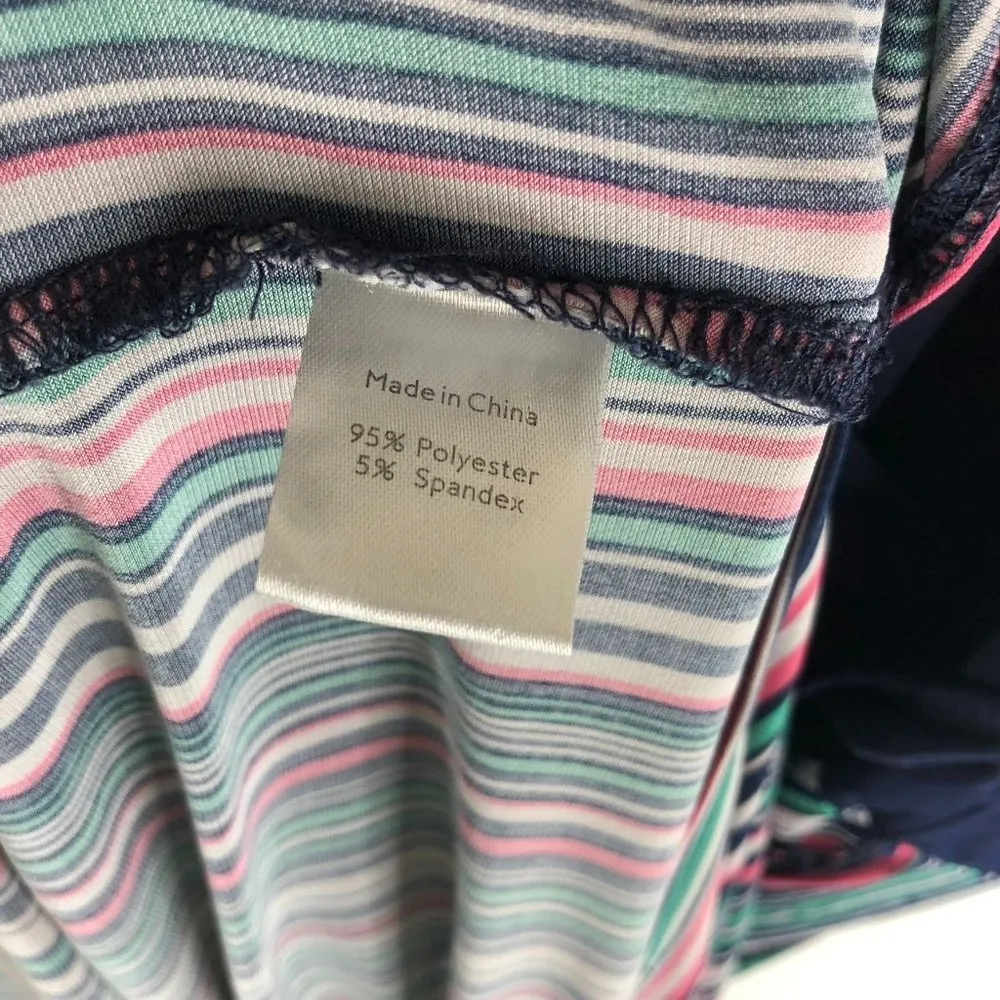 Made in China
95% Polyester
5% Spandex